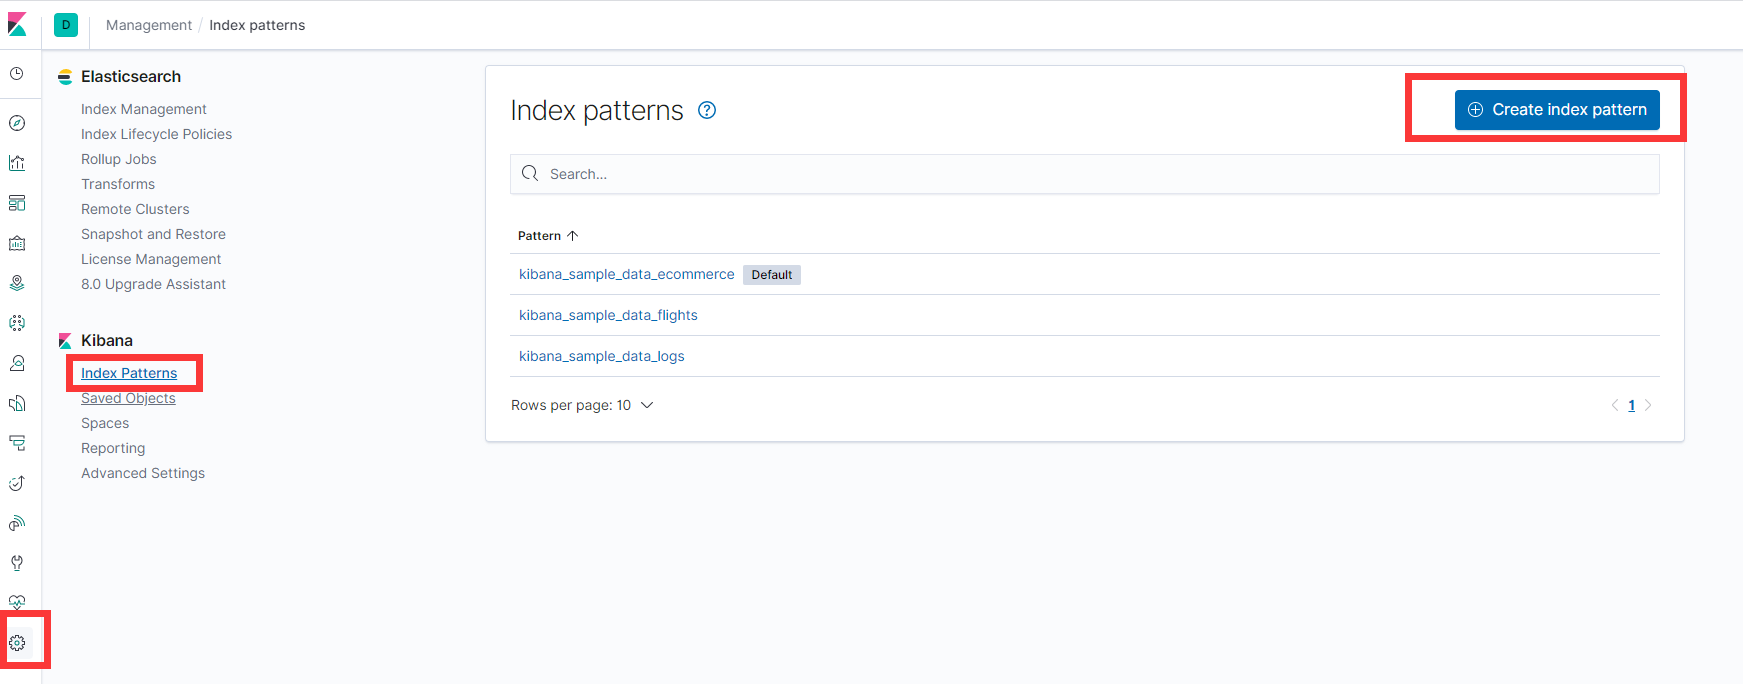 D Management / Index patterns
Elasticsearch
Index Management
Index Lifecycle Policies
Rollup Jobs
Transforms
Remote Clusters
Snapshot and Restore
License Management
8.0 Upgrade Assistant
Kibana
Index Patterns
Saved Objects
Spaces
Reporting
Advanced Settings
Index patterns
Create index pattern
Search...
Pattern
kibana_sample_data_ecommerce Default
kibana_sample_data_flights
kibana_sample_data_logs
Rows per page: 10
1